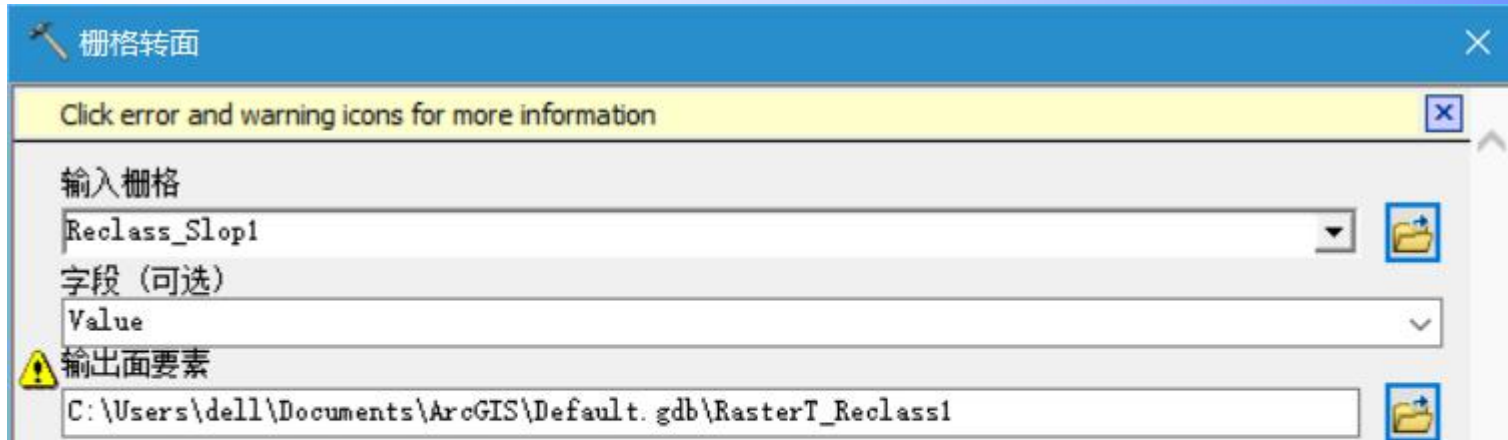 栅格转面
Click error and warning icons for more information
输入栅格
Reclass_Slop1
字段（可选）
Value
输出面要素
C:\Users\dell\Documents\ArcGIS\Default.gdb\RasterT_Reclass1